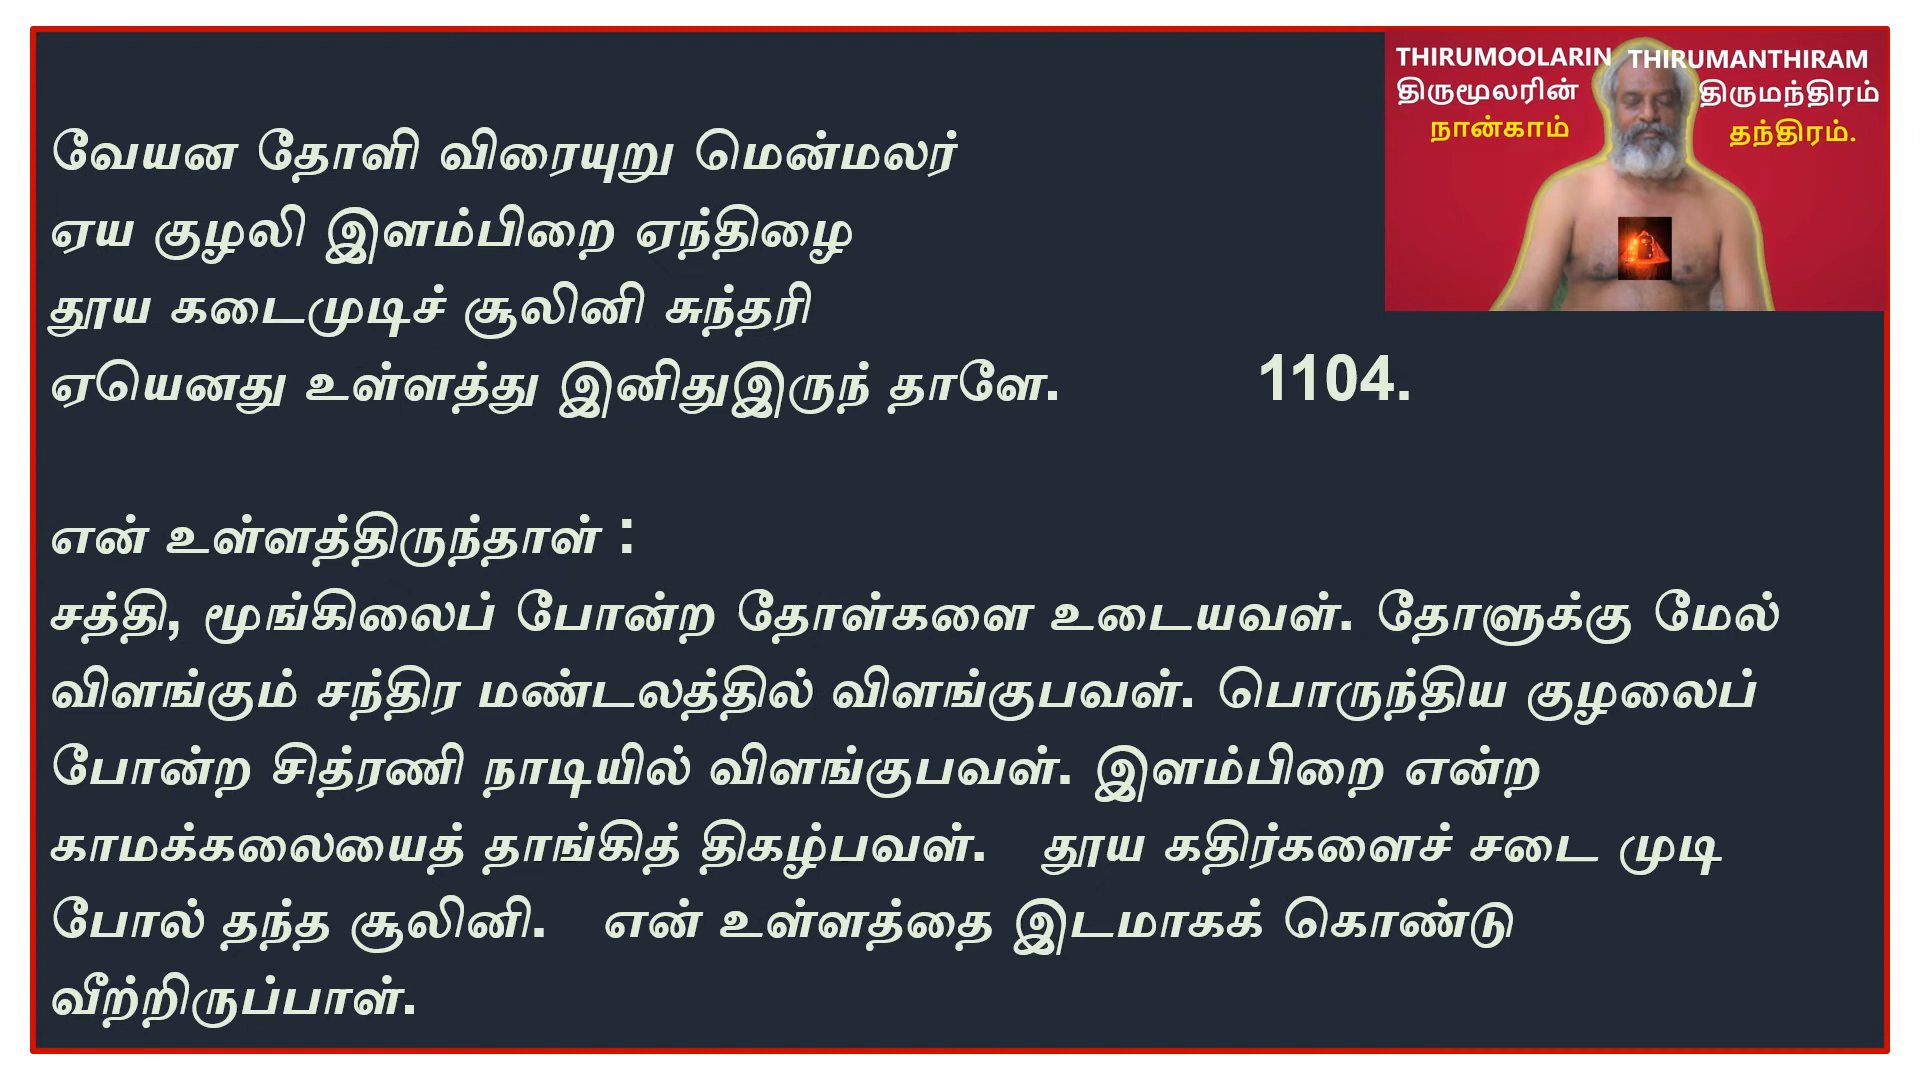 THIRUMOOLARIN THIRUMANTHIRAM
திருமூலரின் திருமந்திரம்
நான்காம் தந்திரம்.
வேயன தோளி விரையுறு மென்மலர்
ஏய குழலி இளம்பிறை ஏந்திழை
தூய கடைமுடிச் சூலினி சுந்தரி
ஏயெனது உள்ளத்து இனிதுஇருந் தாளே. 1104.
என் உள்ளத்திருந்தாள் :
சத்தி, மூங்கிலைப் போன்ற தோள்களை உடையவள். தோளுக்கு மேல்
விளங்கும் சந்திர மண்டலத்தில் விளங்குபவள். பொருந்திய குழலைப்
போன்ற சித்ரணி நாடியில் விளங்குபவள். இளம்பிறை என்ற
காமக்கலையைத் தாங்கித் திகழ்பவள். தூய கதிர்களைச் சடை முடி
போல் தந்த சூலினி. என் உள்ளத்தை இடமாகக் கொண்டு
வீற்றிருப்பாள்.